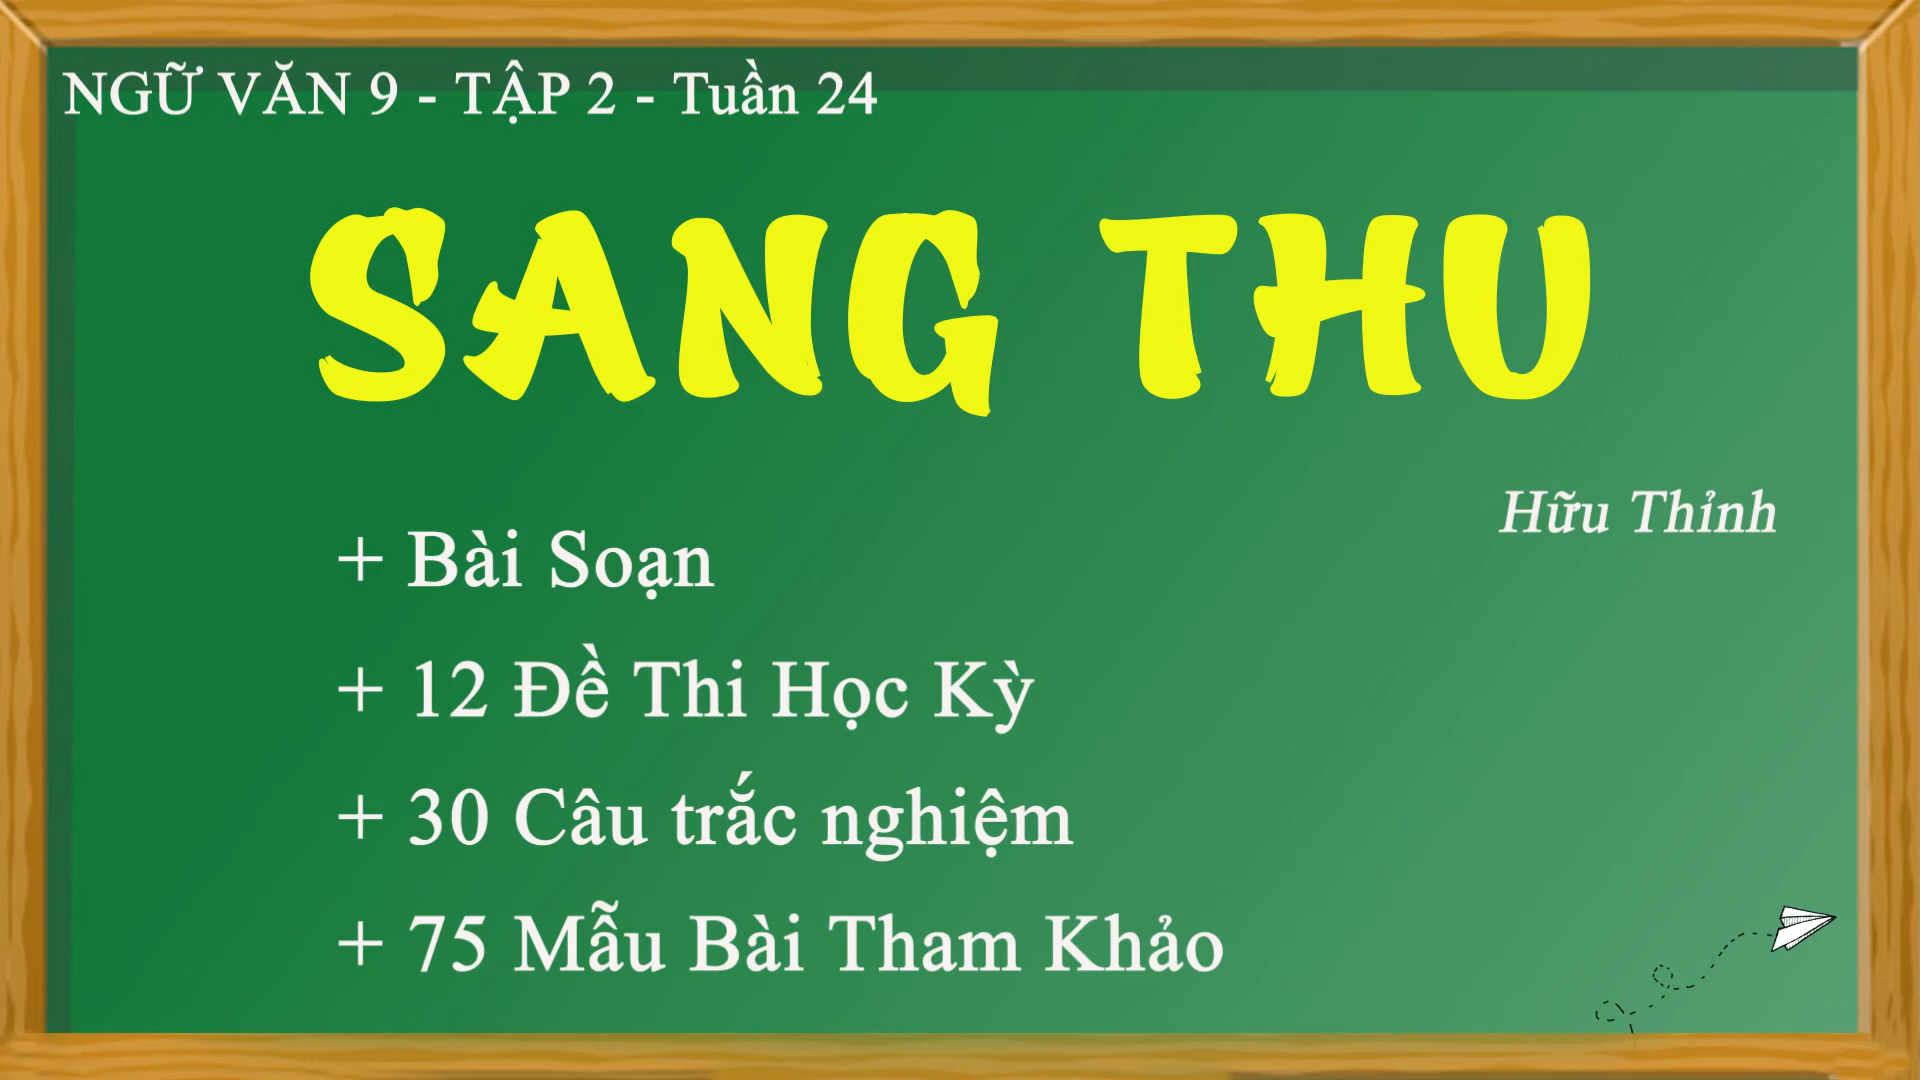 NGỮ VĂN 9 - TẬP 2 - Tuần 24
SANG THU
Hữu Thỉnh
+ Bài Soạn
+ 12 Đề Thi Học Kỳ
+ 30 Câu trắc nghiệm
+ 75 Mẫu Bài Tham Khảo